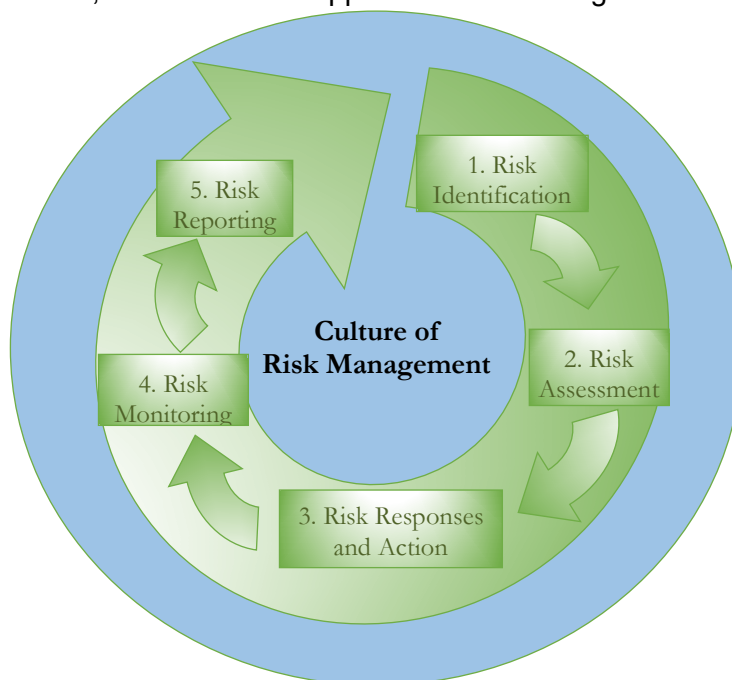 1. Risk
Identification
2. Risk
Assessment
3. Risk Responses
and Action
4. Risk
Monitoring
5. Risk
Reporting
Culture of
Risk Management